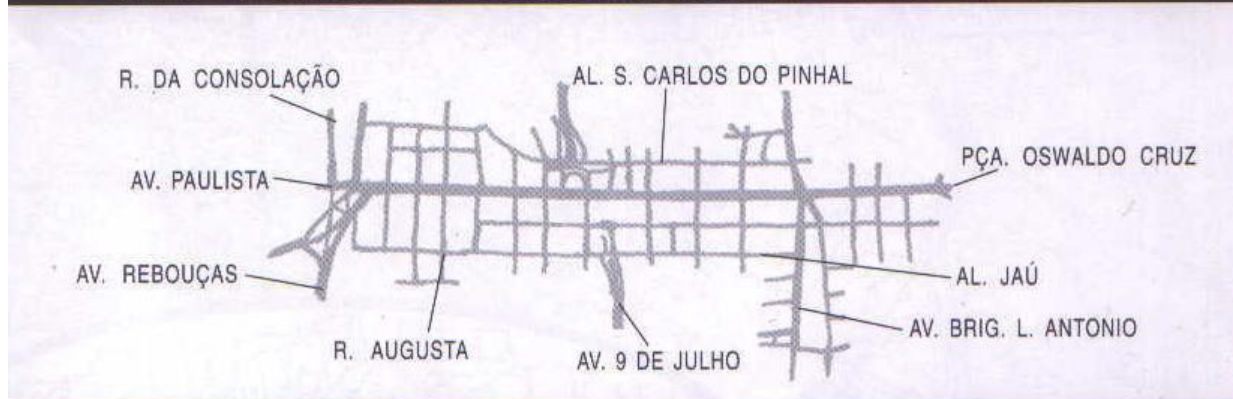 R. DA CONSOLAÇÃO
AL. S. CARLOS DO PINHAL
PÇA. OSWALDO CRUZ
AV. PAULISTA
AV. REBOUÇAS
AL. JAÚ
AV. BRIG. L. ANTONIO
R. AUGUSTA
AV. 9 DE JULHO